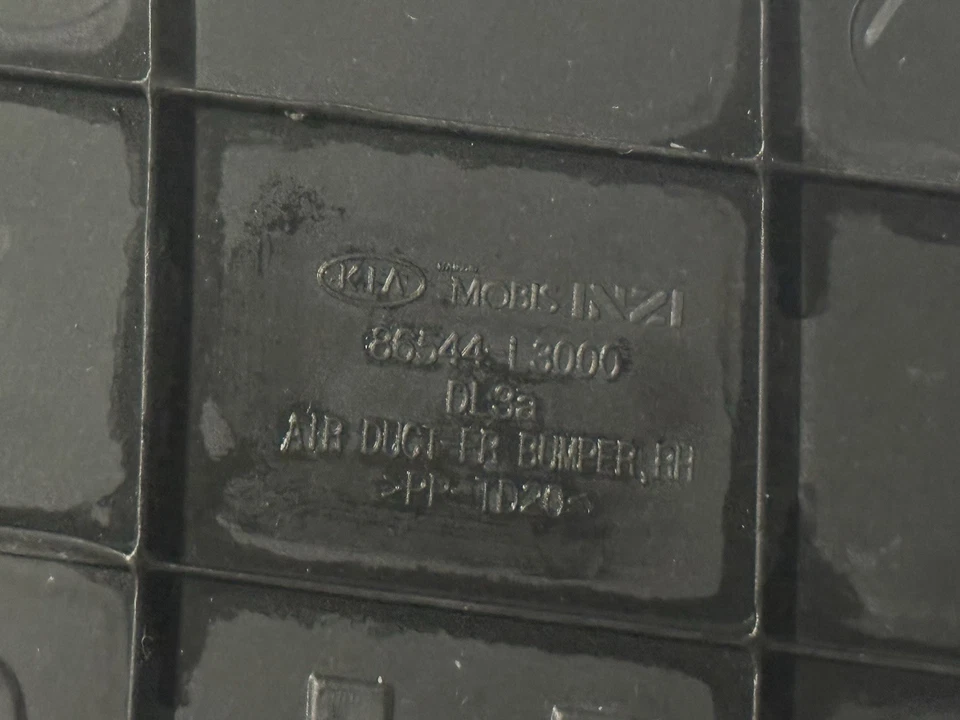 KIA MOBIS INZI
86544-L3000
DL3a
AIR DUCT-FR BUMPER,RH
>PP-TD20<